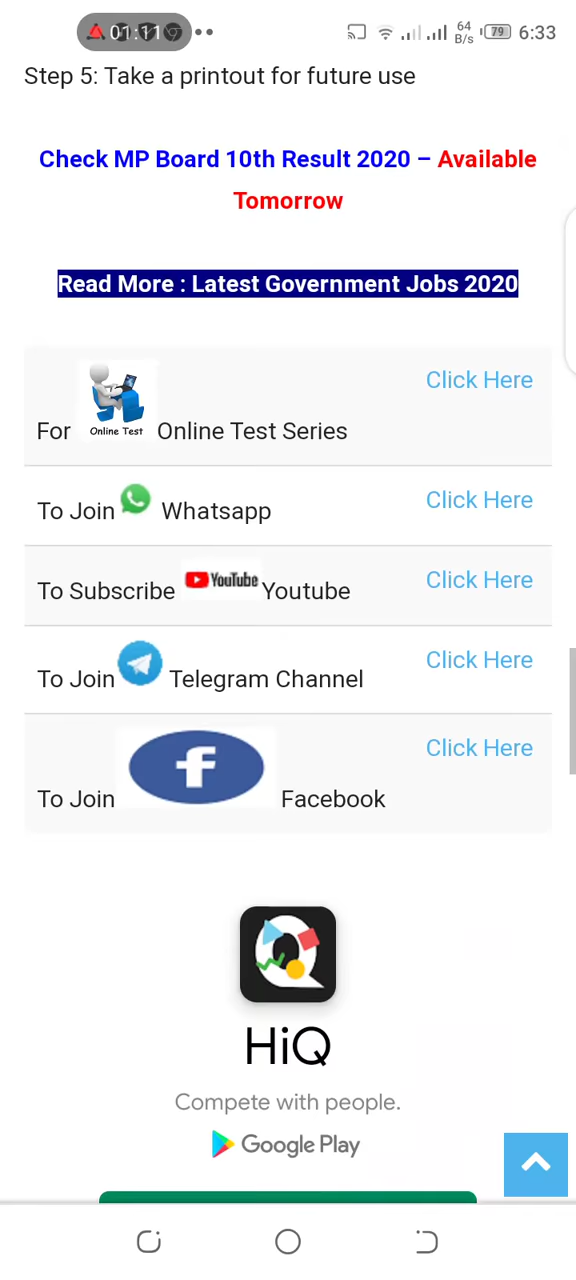 01:11
64 B/s
79
6:33
Step 5: Take a printout for future use
Check MP Board 10th Result 2020 – Available
Tomorrow
Read More : Latest Government Jobs 2020
For Online Test Online Test Series
Click Here
To Join Whatsapp
Click Here
To Subscribe YouTube Youtube
Click Here
To Join Telegram Channel
Click Here
To Join f Facebook
Click Here
HiQ
Compete with people.
Google Play